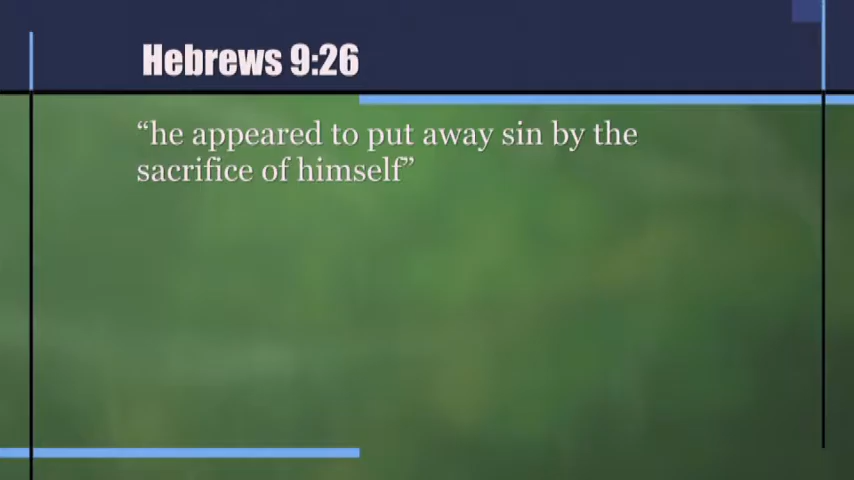 Hebrews 9:26
“he appeared to put away sin by the
sacrifice of himself”